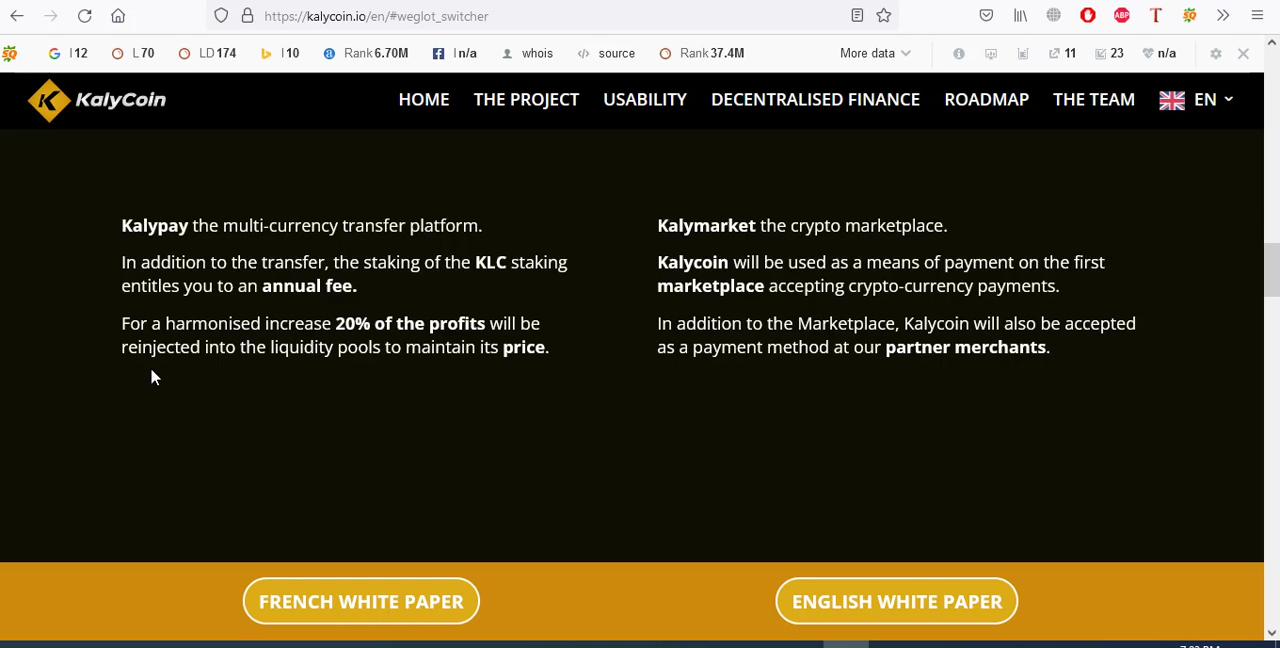 https://kalycoin.io/en/#weglot_switcher
I 12
L 70
LD 174
I 10
Rank 6.70M
I n/a
whois
source
Rank 37.4M
More data
11
23
n/a
KalyCoin
HOME
THE PROJECT
USABILITY
DECENTRALISED FINANCE
ROADMAP
THE TEAM
EN
Kalypay the multi-currency transfer platform.
In addition to the transfer, the staking of the KLC staking
entitles you to an annual fee.
For a harmonised increase 20% of the profits will be
reinjected into the liquidity pools to maintain its price.
Kalymarket the crypto marketplace.
Kalycoin will be used as a means of payment on the first
marketplace accepting crypto-currency payments.
In addition to the Marketplace, Kalycoin will also be accepted
as a payment method at our partner merchants.
FRENCH WHITE PAPER
ENGLISH WHITE PAPER